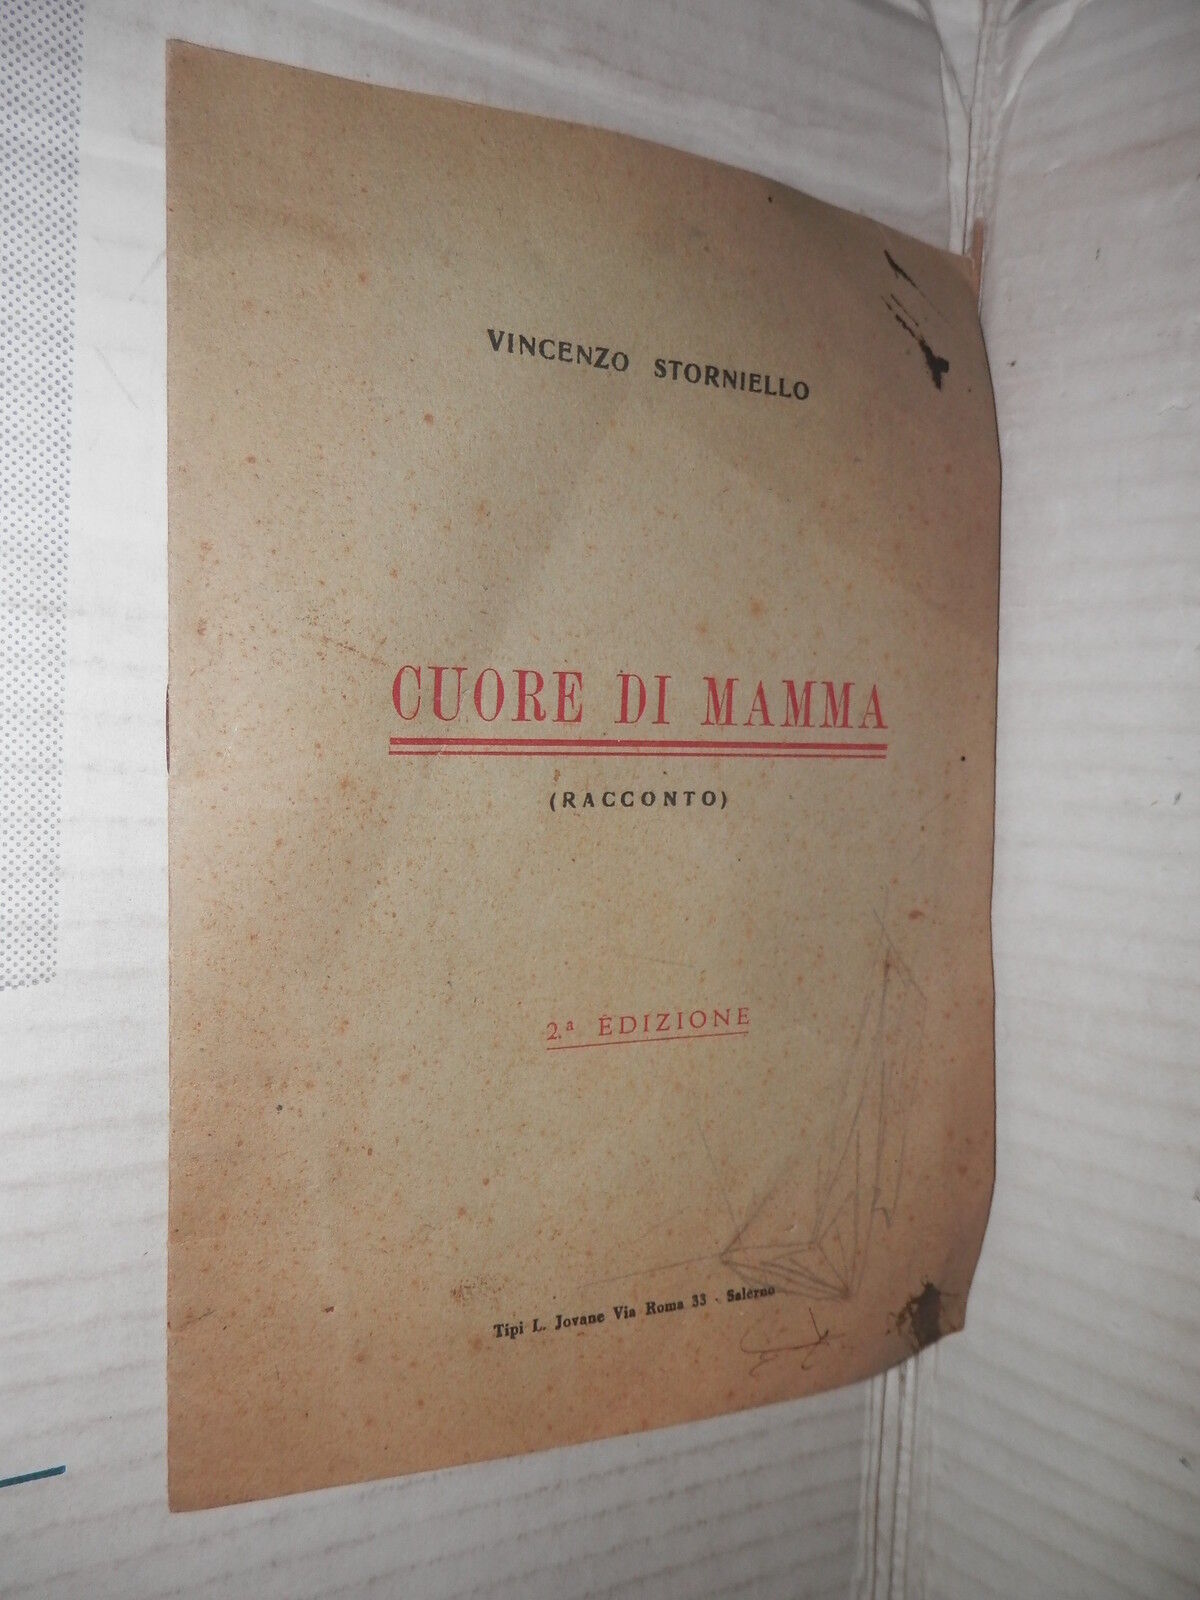 VINCENZO STORNIELLO
CUORE DI MAMMA
(RACCONTO)
2.ª EDIZIONE
Tipi L. Jovane Via Roma 33 - Salerno